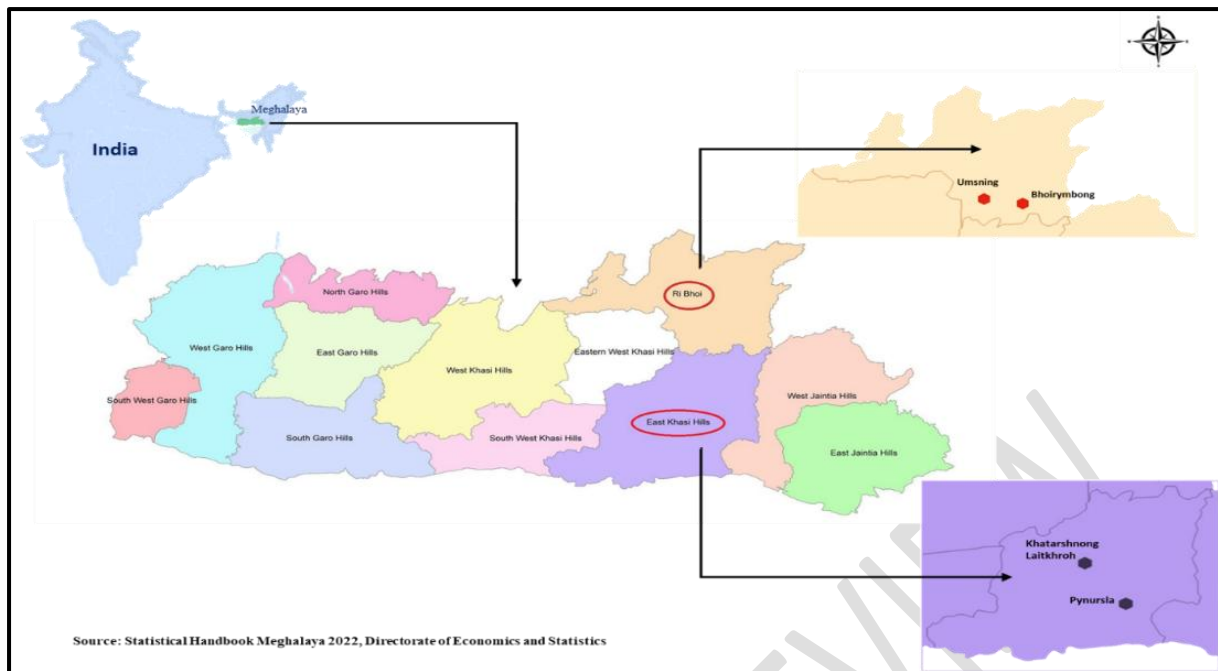 Meghalaya
India
Umsning
Bhoirymbong
North Garo Hills
Ri Bhoi
West Garo Hills
East Garo Hills
Eastern West Khasi Hills
West Khasi Hills
South West Garo Hills
West Jaintia Hills
East Khasi Hills
South Garo Hills
South West Khasi Hills
East Jaintia Hills
Khatarshnong
Laitkhroh
Pynursla
Source: Statistical Handbook Meghalaya 2022, Directorate of Economics and Statistics